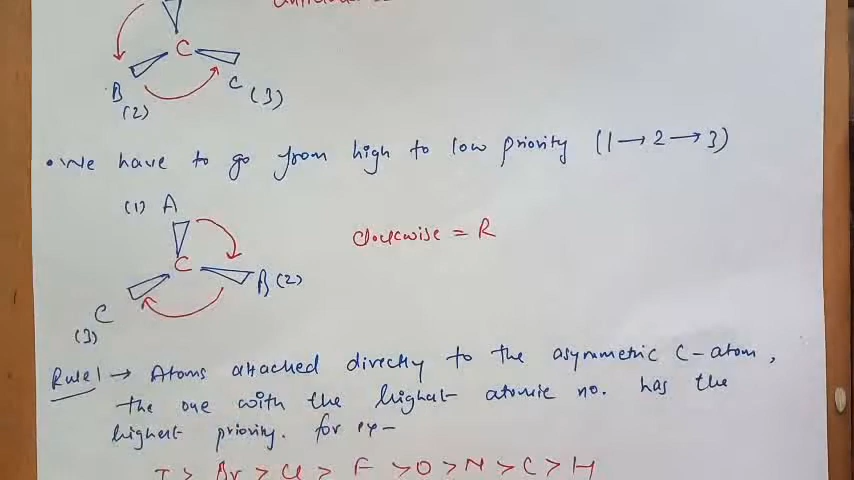 C
B
C (3)
(2)
• We have to go from high to low priority (1→2→3)
(1) A
Clockwise = R
C
B (2)
C
(3)
Rule 1 → Atoms attached directly to the asymmetric C-atom,
the one with the highest atomic no. has the
highest priority. for ex-
I > Br > Cl > F > O > N > C > H